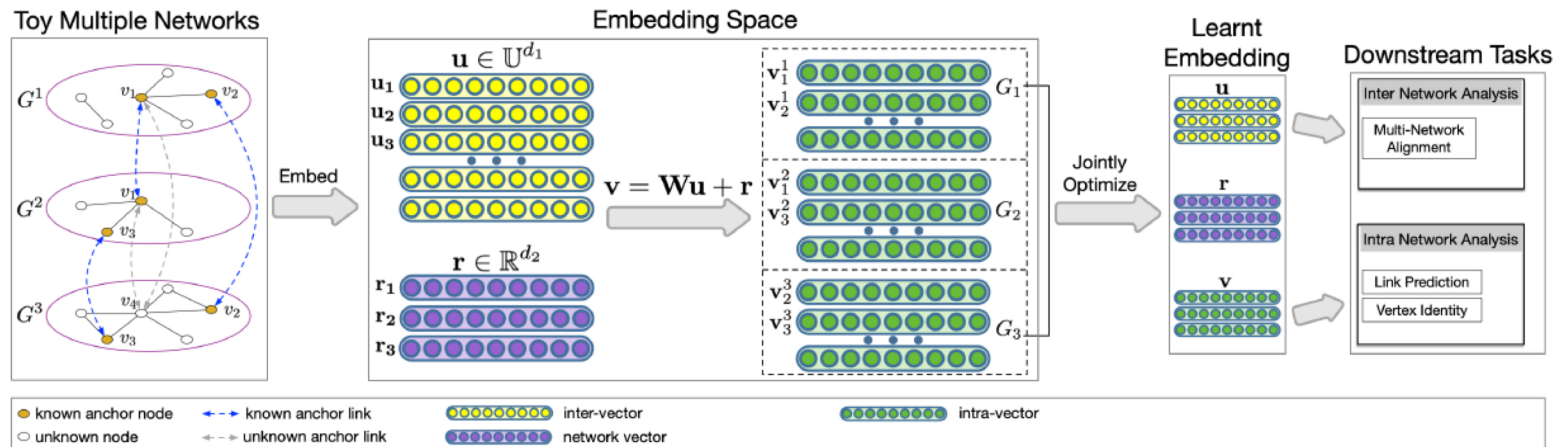 Toy Multiple Networks
G¹
v₁
v₂
G²
v₁
v₃
G³
v₄
v₂
v₃
Embed
Embedding Space
𝐮 ∈ 𝕌^{d₁}
𝐮₁
𝐮₂
𝐮₃
𝐫 ∈ ℝ^{d₂}
𝐫₁
𝐫₂
𝐫₃
𝐯 = 𝐖𝐮 + 𝐫
𝐯₁¹
𝐯₂¹
G₁
𝐯₁²
𝐯₃²
G₂
𝐯₂³
𝐯₃³
G₃
Jointly
Optimize
Learnt
Embedding
𝐮
𝐫
𝐯
Downstream Tasks
Inter Network Analysis
Multi-Network
Alignment
Intra Network Analysis
Link Prediction
Vertex Identity
known anchor node
known anchor link
inter-vector
intra-vector
unknown node
unknown anchor link
network vector